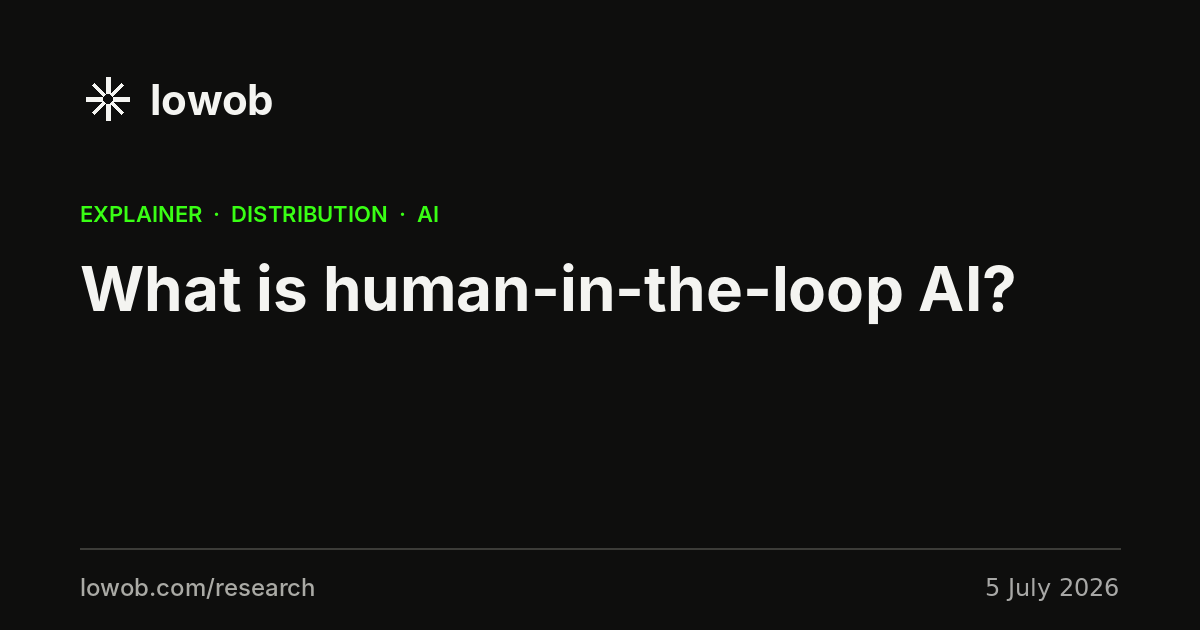 lowob
EXPLAINER · DISTRIBUTION · AI
What is human-in-the-loop AI?
lowob.com/research
5 July 2026